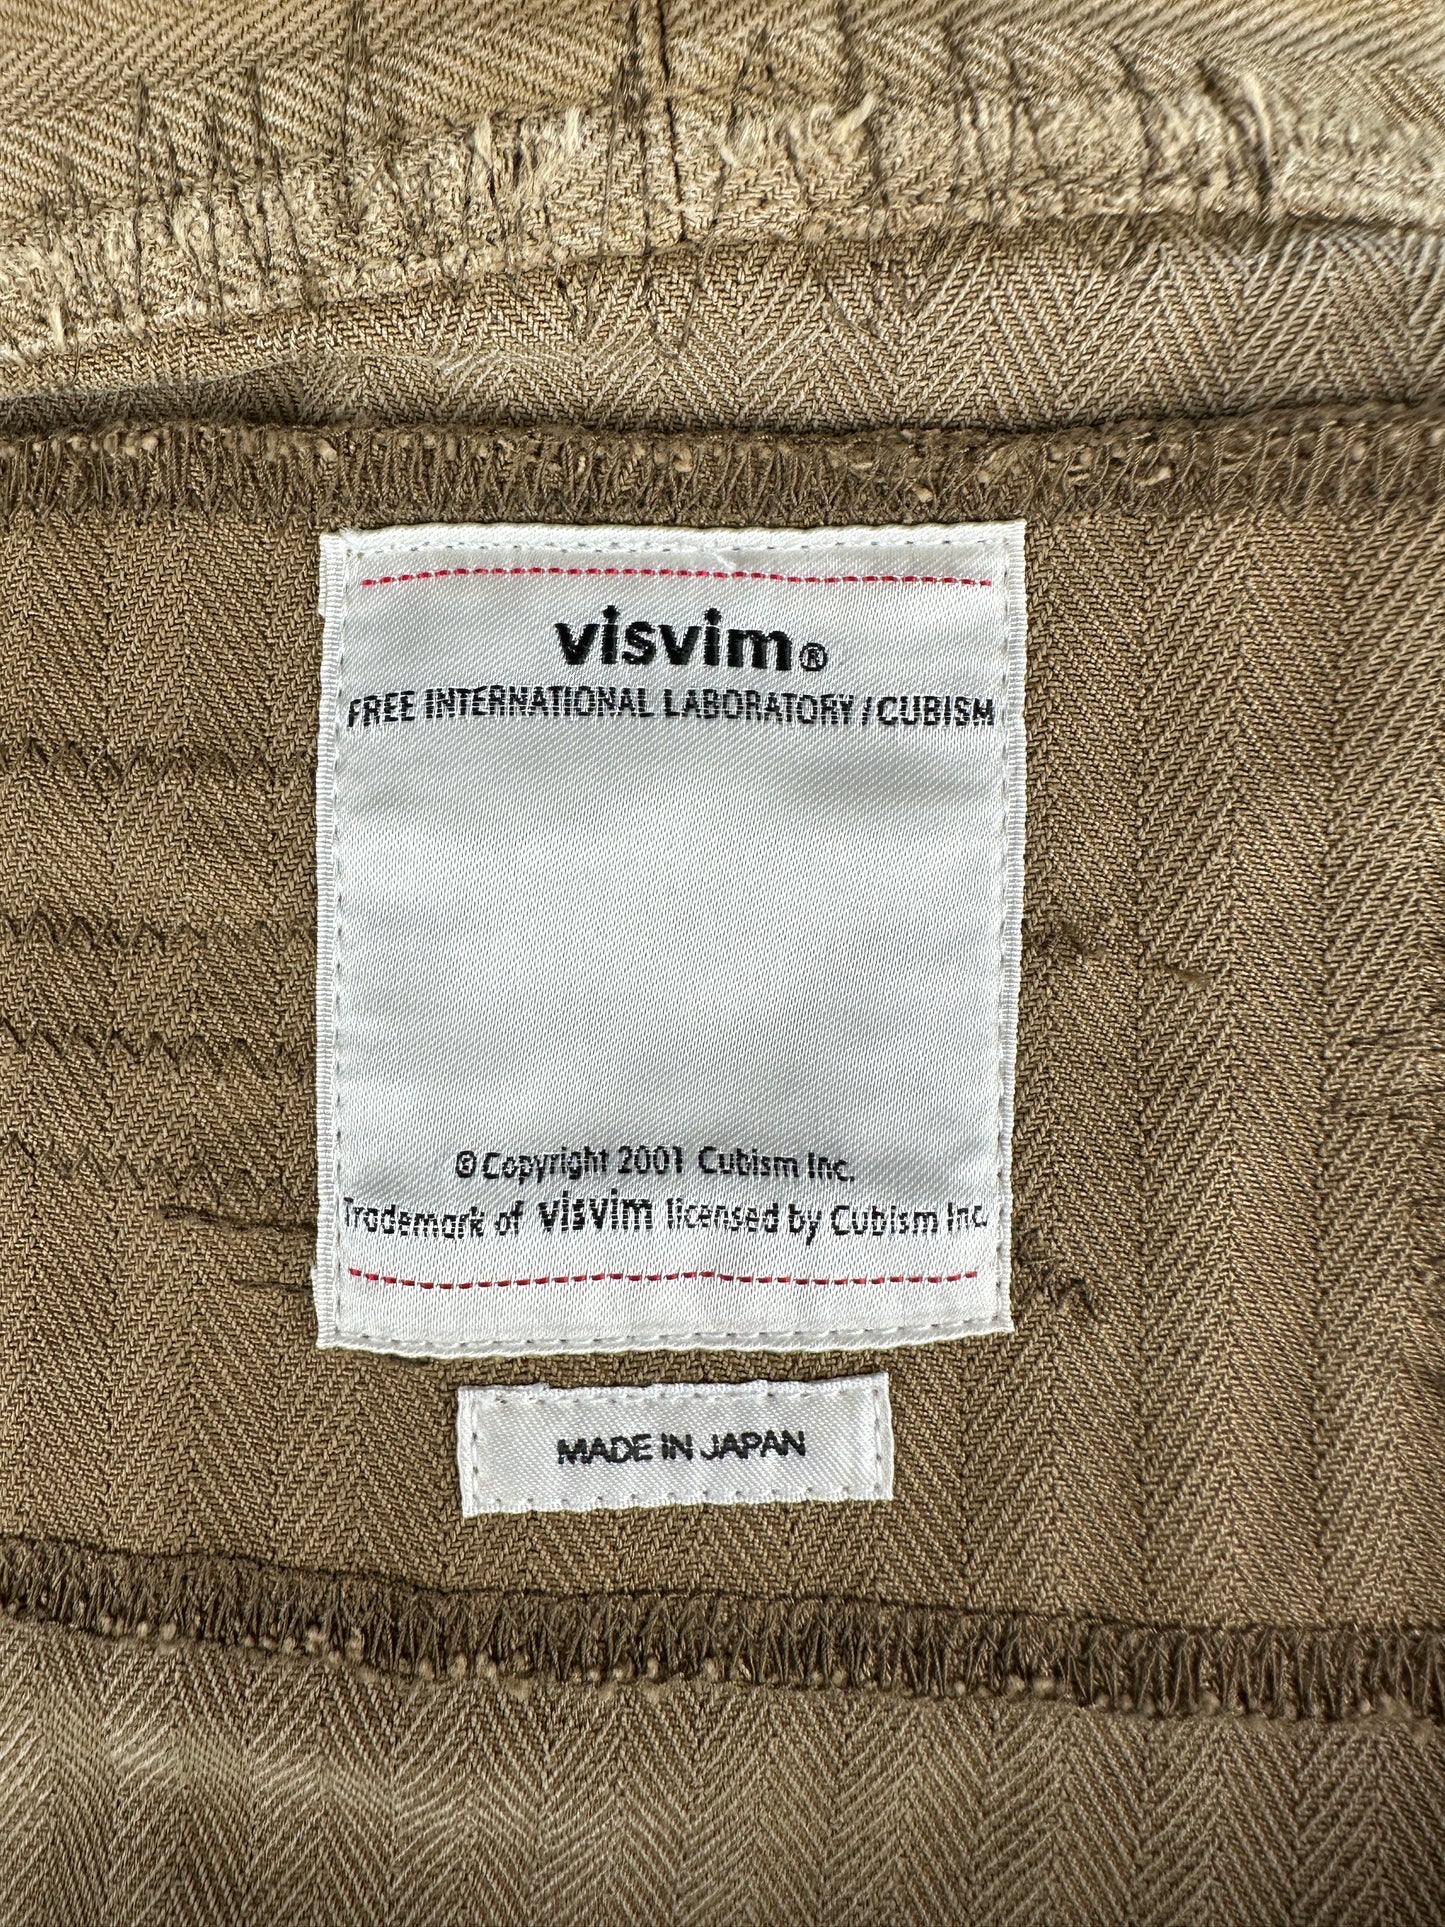 visvim®
FREE INTERNATIONAL LABORATORY / CUBISM
© Copyright 2001 Cubism Inc.
Trademark of visvim licensed by Cubism Inc.
MADE IN JAPAN